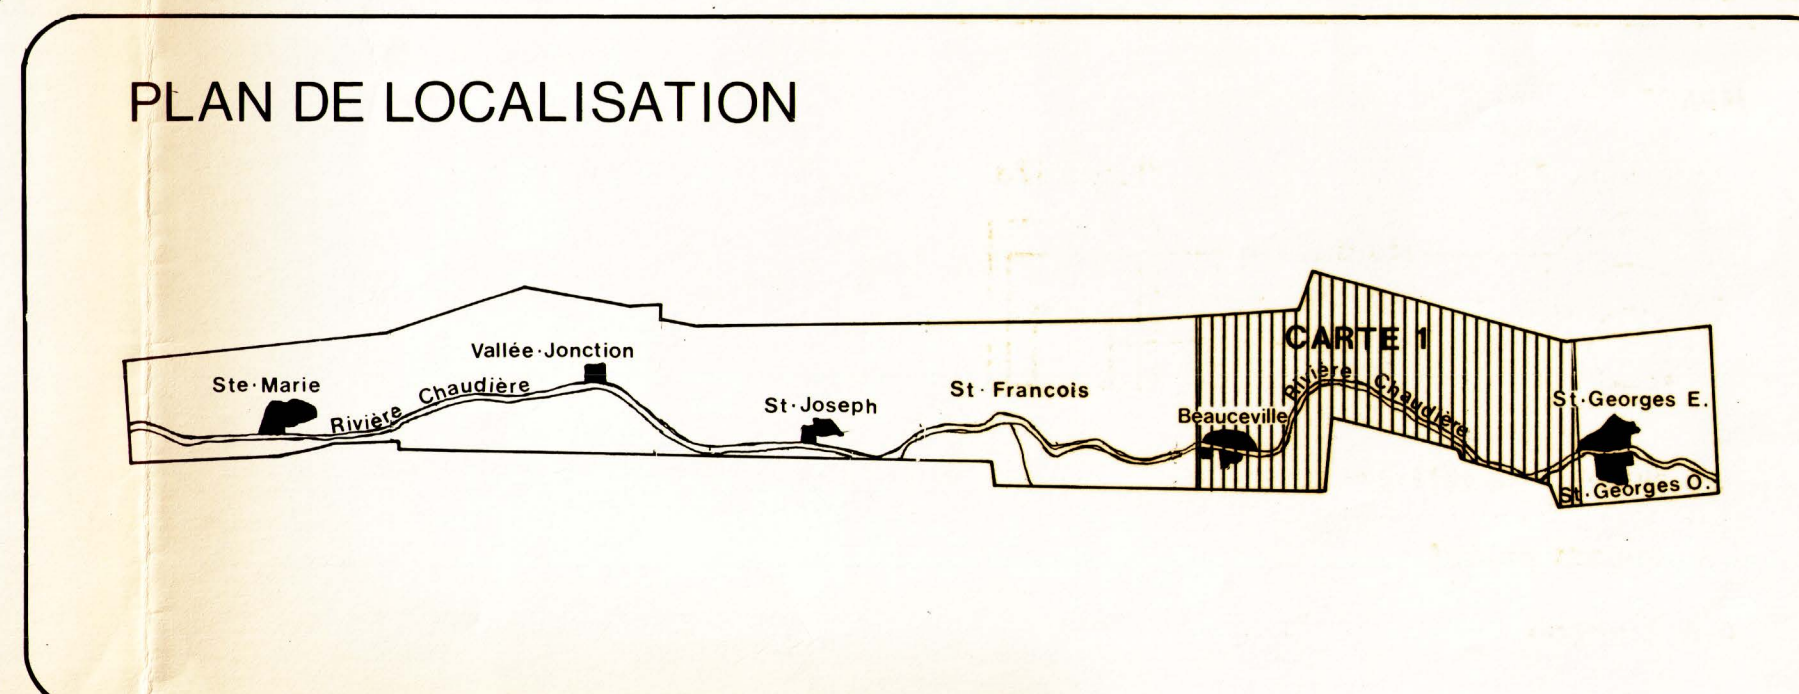 PLAN DE LOCALISATION
CARTE 1
Vallée·Jonction
Ste·Marie
Rivière Chaudière
St·Joseph
St·Francois
Beauceville
Rivière Chaudière
St·Georges E.
St·Georges O.